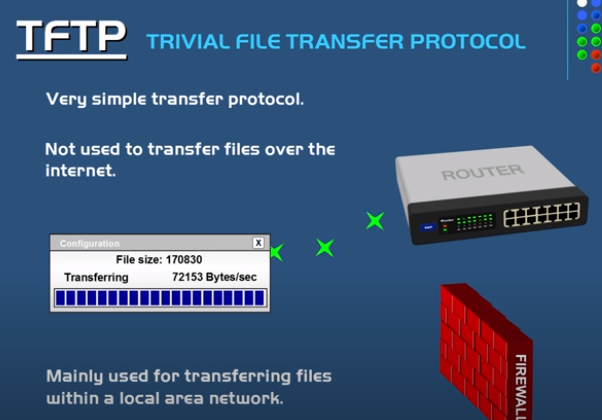 TFTP TRIVIAL FILE TRANSFER PROTOCOL
Very simple transfer protocol.
Not used to transfer files over the
internet.
ROUTER
Configuration X
File size: 170830
Transferring 72153 Bytes/sec
FIREWALL
Mainly used for transferring files
within a local area network.